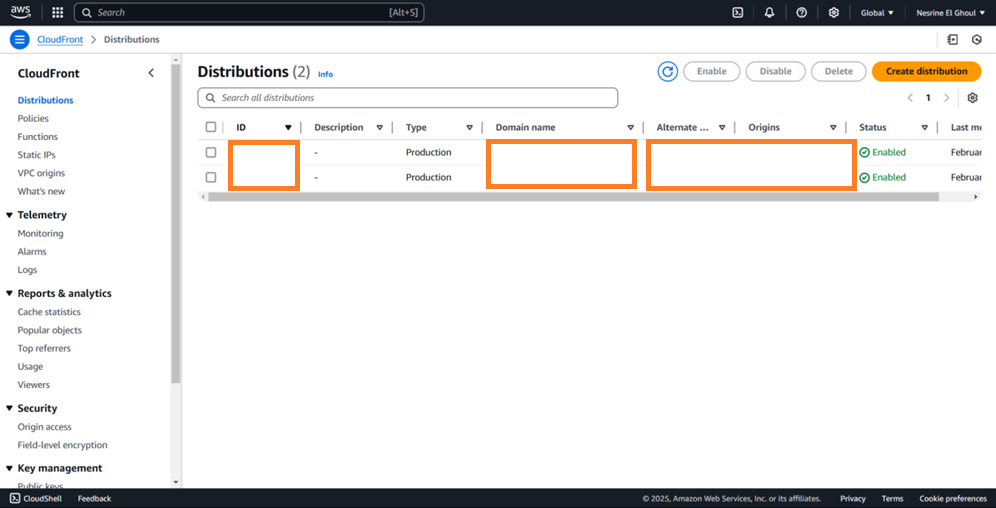 aws Search [Alt+S] Global Nesrine El Ghoul
CloudFront > Distributions
CloudFront
Distributions
Policies
Functions
Static IPs
VPC origins
What's new
Telemetry
Monitoring
Alarms
Logs
Reports & analytics
Cache statistics
Popular objects
Top referrers
Usage
Viewers
Security
Origin access
Field-level encryption
Key management
Public keys
Distributions (2) Info
Enable Disable Delete Create distribution
Search all distributions
1
ID Description Type Domain name Alternate ... Origins Status Last mo
- Production Enabled Februar
- Production Enabled Februar
CloudShell Feedback © 2025, Amazon Web Services, Inc. or its affiliates. Privacy Terms Cookie preferences